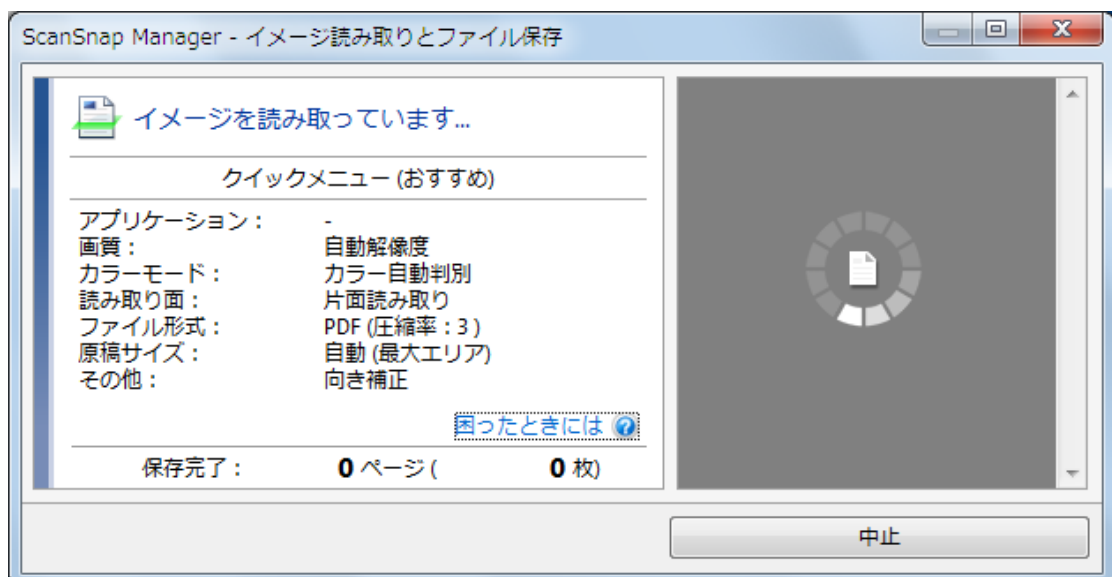 ScanSnap Manager - イメージ読み取りとファイル保存
イメージを読み取っています...
クイックメニュー (おすすめ)
アプリケーション： -
画質： 自動解像度
カラーモード： カラー自動判別
読み取り面： 片面読み取り
ファイル形式： PDF (圧縮率：3 )
原稿サイズ： 自動 (最大エリア)
その他： 向き補正
困ったときには
保存完了： 0 ページ ( 0 枚)
中止